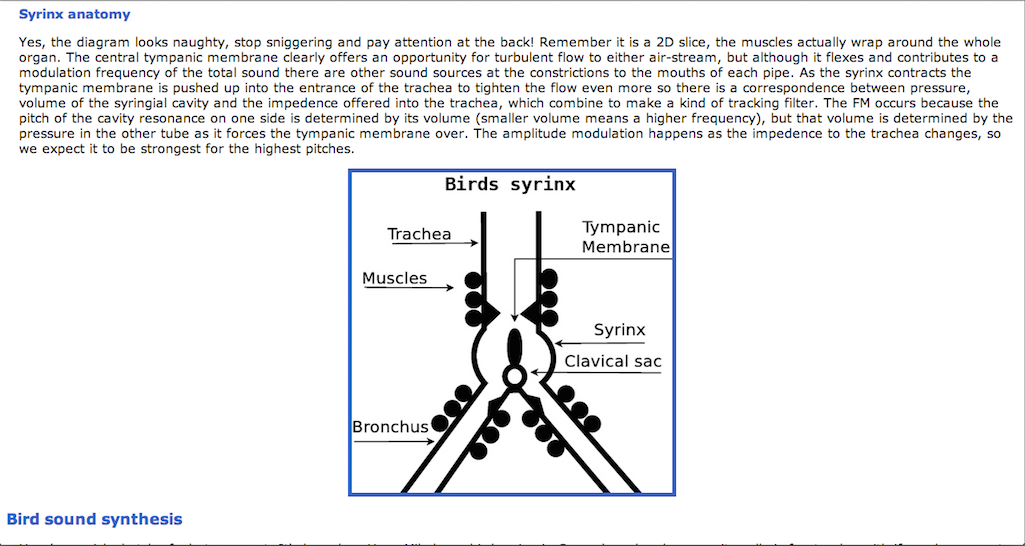 Syrinx anatomy
Yes, the diagram looks naughty, stop sniggering and pay attention at the back! Remember it is a 2D slice, the muscles actually wrap around the whole
organ. The central tympanic membrane clearly offers an opportunity for turbulent flow to either air-stream, but although it flexes and contributes to a
modulation frequency of the total sound there are other sound sources at the constrictions to the mouths of each pipe. As the syrinx contracts the
tympanic membrane is pushed up into the entrance of the trachea to tighten the flow even more so there is a correspondence between pressure,
volume of the syringial cavity and the impedence offered into the trachea, which combine to make a kind of tracking filter. The FM occurs because the
pitch of the cavity resonance on one side is determined by its volume (smaller volume means a higher frequency), but that volume is determined by the
pressure in the other tube as it forces the tympanic membrane over. The amplitude modulation happens as the impedence to the trachea changes, so
we expect it to be strongest for the highest pitches.
Birds syrinx
Trachea
Tympanic
Membrane
Muscles
Syrinx
Clavical sac
Bronchus
Bird sound synthesis